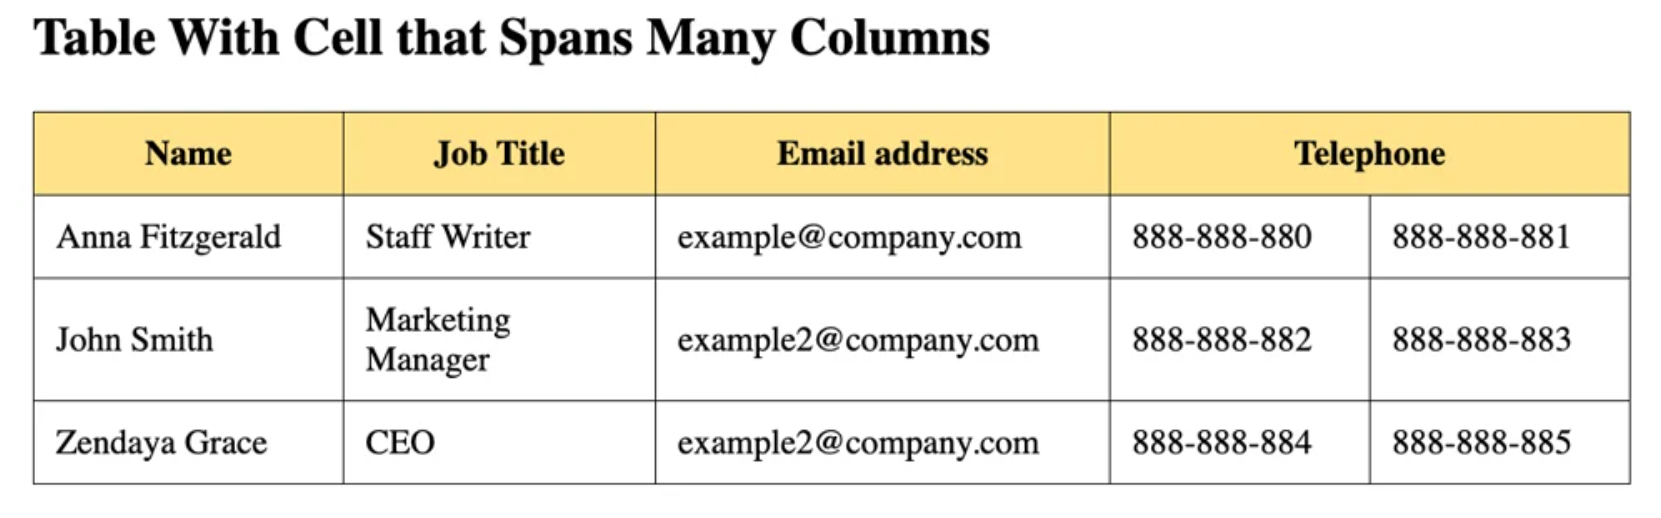 Table With Cell that Spans Many Columns
Name Job Title Email address Telephone
Anna Fitzgerald Staff Writer example@company.com 888-888-880 888-888-881
John Smith Marketing Manager example2@company.com 888-888-882 888-888-883
Zendaya Grace CEO example2@company.com 888-888-884 888-888-885